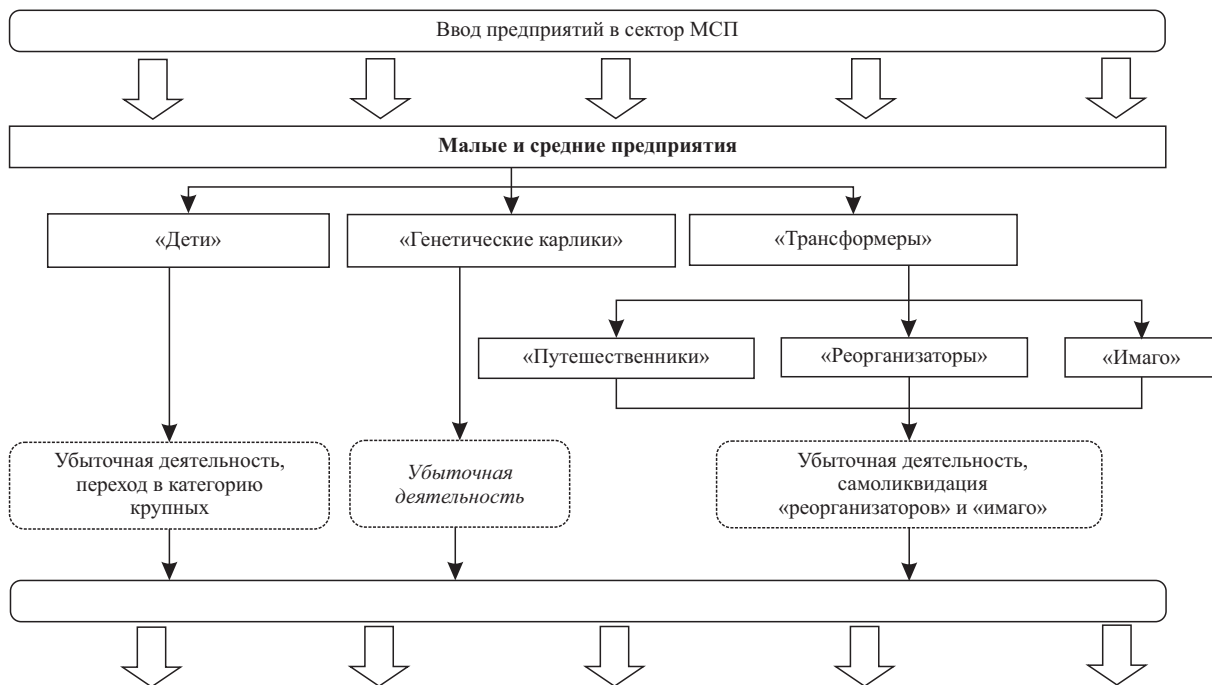 Ввод предприятий в сектор МСП
Малые и средние предприятия
«Дети»
«Генетические карлики»
«Трансформеры»
«Путешественники»
«Реорганизаторы»
«Имаго»
Убыточная деятельность,
переход в категорию
крупных
Убыточная
деятельность
Убыточная деятельность,
самоликвидация
«реорганизаторов» и «имаго»